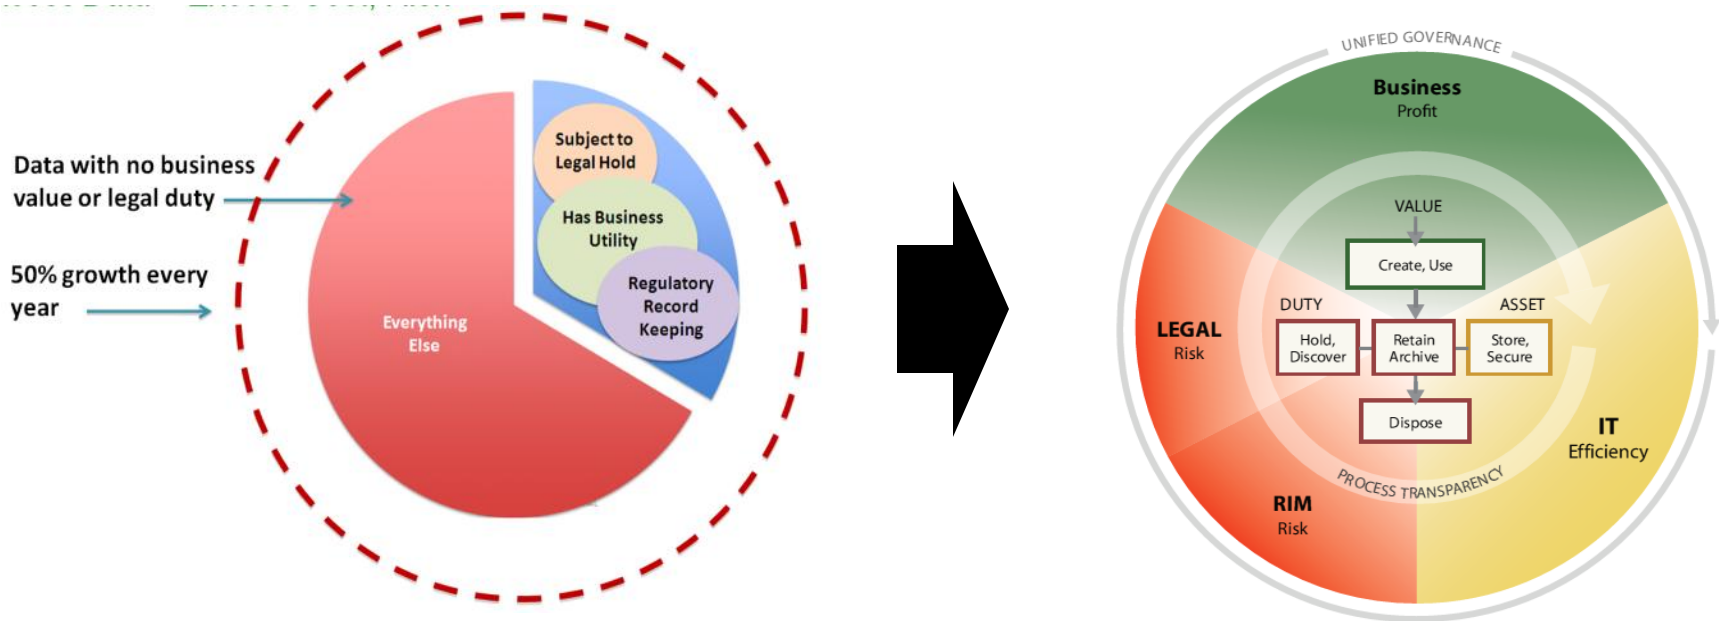 Data with no business
value or legal duty
50% growth every
year
Subject to
Legal Hold
Has Business
Utility
Regulatory
Record
Keeping
Everything
Else
UNIFIED GOVERNANCE
Business
Profit
VALUE
Create, Use
DUTY
ASSET
LEGAL
Risk
Hold,
Discover
Retain
Archive
Store,
Secure
Dispose
IT
Efficiency
PROCESS TRANSPARENCY
RIM
Risk